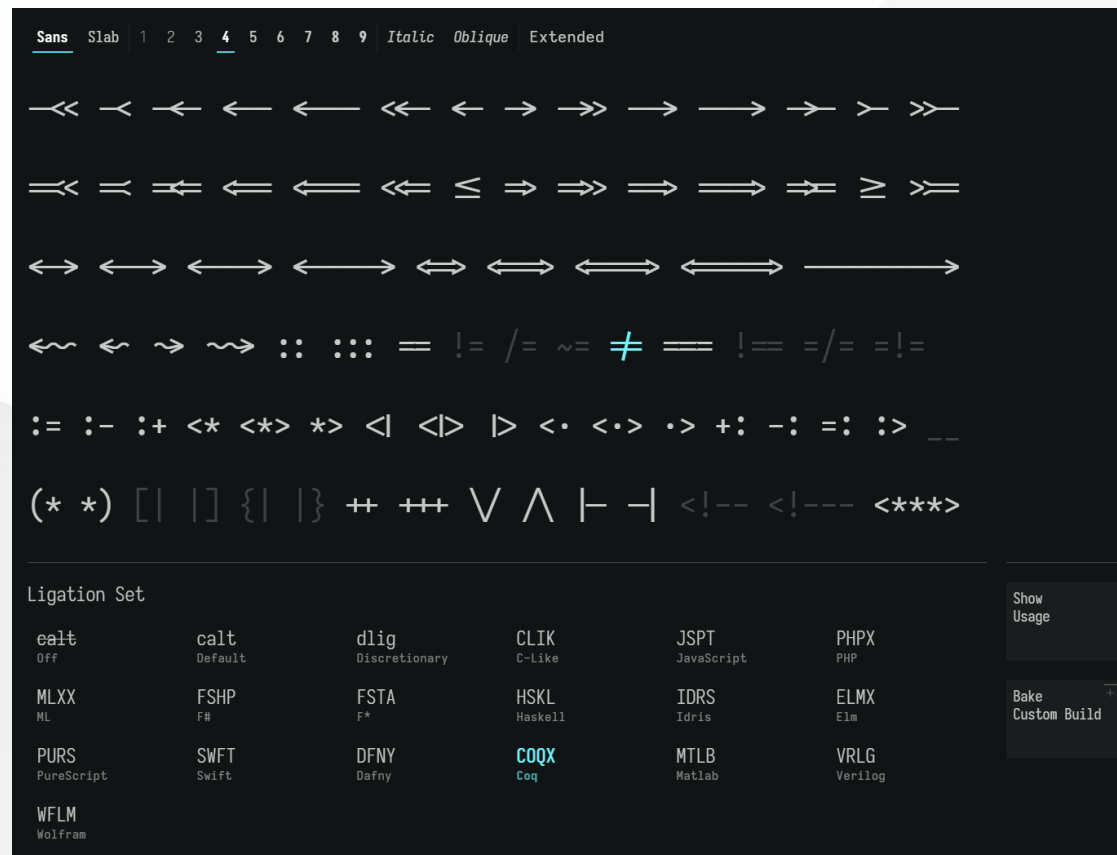 Sans Slab 1 2 3 4 5 6 7 8 9 Italic Oblique Extended
-<< -< -<- <-- <--- <<- <- -> ->> --> ---> ->- >- >>-
=<< =< =<= <== <=== <<= ≤ => =>> ==> ===> =>= ≥ >>=
<-> <--> <---> <----> <=> <==> <===> <====> -------->
<~~ <~ ~> ~~> :: ::: == != /= ~= ≠ === !== =/= =!=
:= :- :+ <* <*> *> <| <|> |> <· <·> ·> +: -: =: :> __
(* *) [| |] {| |} ++ +++ \/ /\ |- -| <!-- <!--- <***>
Ligation Set
calt calt dlig CLIK JSPT PHPX
Off Default Discretionary C-Like JavaScript PHP
MLXX FSHP FSTA HSKL IDRS ELMX
ML F# F* Haskell Idris Elm
PURS SWFT DFNY COQX MTLB VRLG
PureScript Swift Dafny Coq Matlab Verilog
WFLM
Wolfram
Show
Usage
Bake
Custom Build